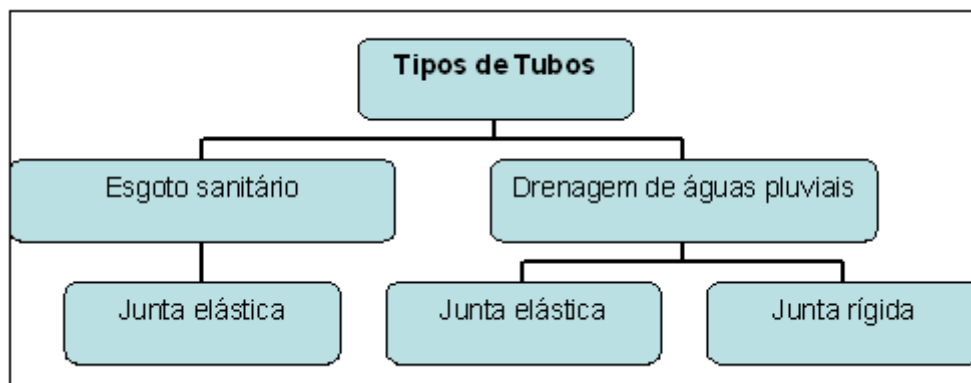 Tipos de Tubos
Esgoto sanitário
Drenagem de águas pluviais
Junta elástica
Junta elástica
Junta rígida